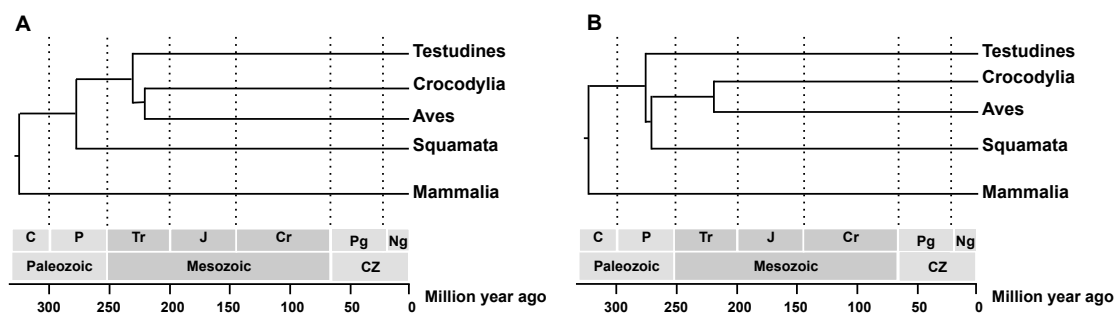 A
Testudines
Crocodylia
Aves
Squamata
Mammalia
C P Tr J Cr Pg Ng
Paleozoic Mesozoic CZ
300 250 200 150 100 50 0 Million year ago
B
Testudines
Crocodylia
Aves
Squamata
Mammalia
C P Tr J Cr Pg Ng
Paleozoic Mesozoic CZ
300 250 200 150 100 50 0 Million year ago